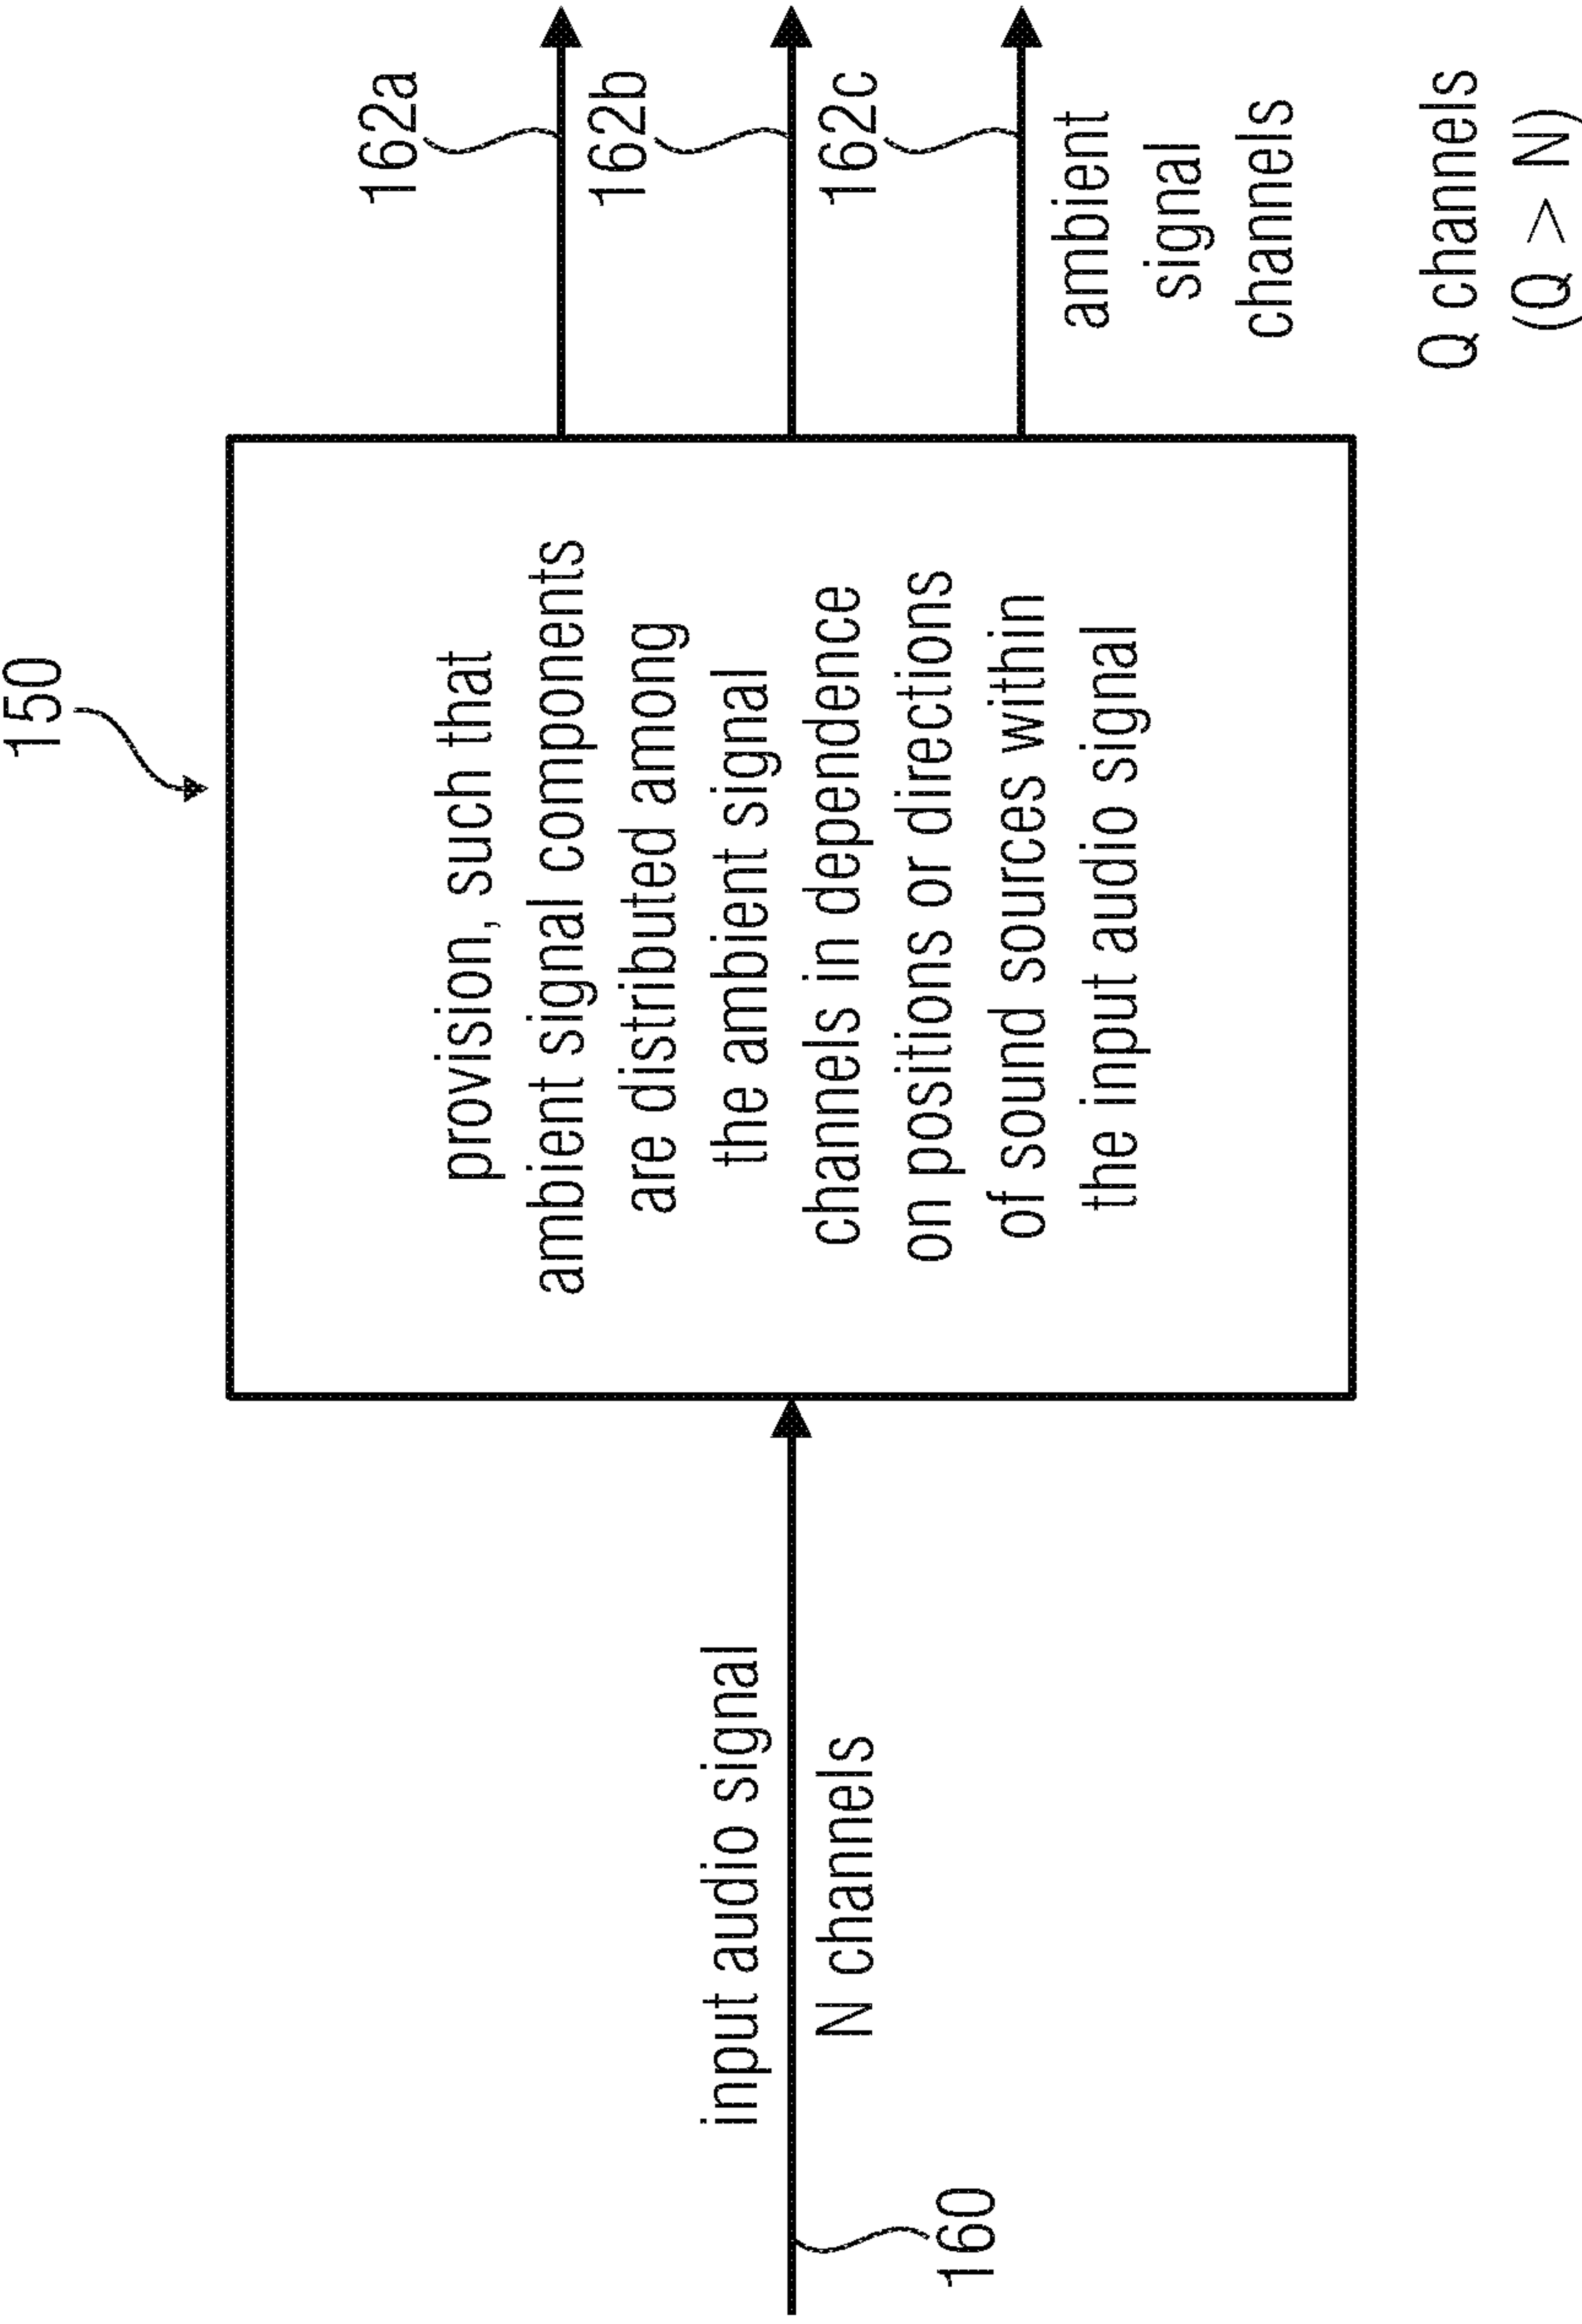 150
input audio signal
N channels
160
provision, such that
ambient signal components
are distributed among
the ambient signal
channels in dependence
on positions or directions
of sound sources within
the input audio signal
162a
162b
162c
ambient
signal
channels
Q channels
(Q > N)